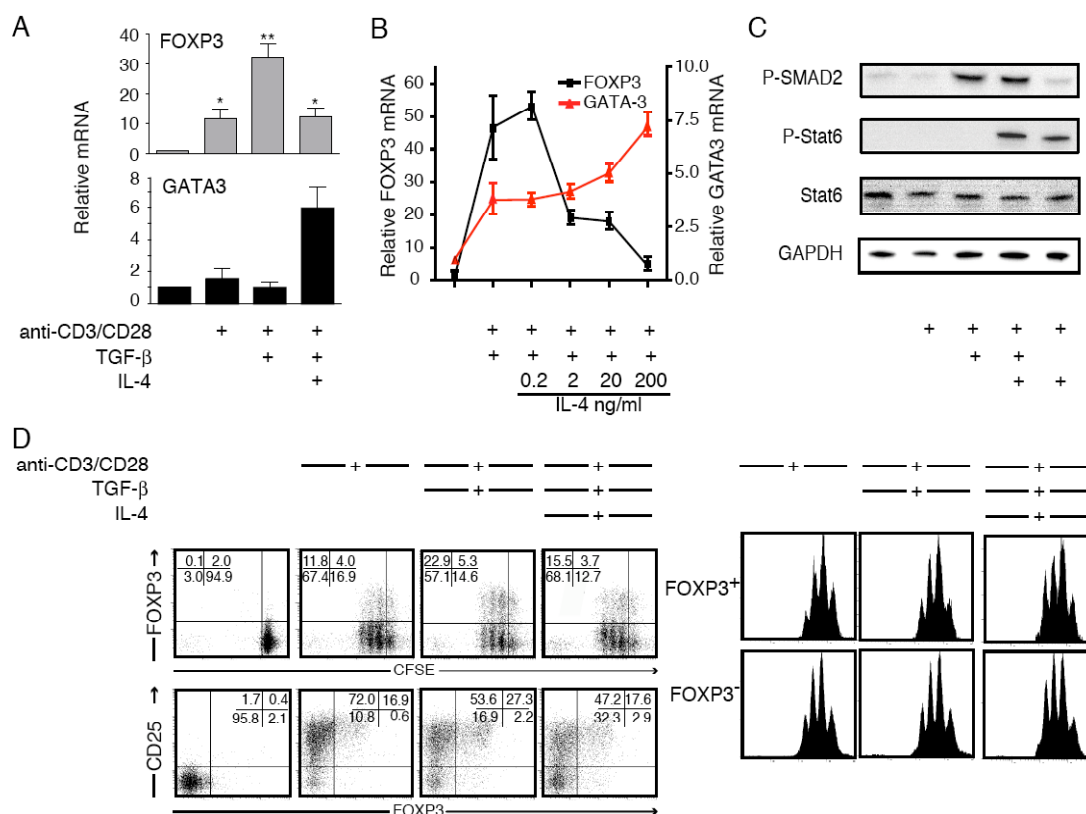 A
FOXP3
**
*
*
50
40
30
20
10
0
Relative mRNA
GATA3
8
6
4
2
1
0
anti-CD3/CD28 + + +
TGF-β + +
IL-4 +
B
FOXP3
GATA-3
60
50
40
30
20
10
0
Relative FOXP3 mRNA
10.0
7.5
5.0
2.5
0.0
Relative GATA3 mRNA
+ + + + +
+ + + + +
0.2 2 20 200
IL-4 ng/ml
C
P-SMAD2
P-Stat6
Stat6
GAPDH
+ + + +
+ +
+ +
D
anti-CD3/CD28 + + + + + +
TGF-β + + + +
IL-4 + + +
FOXP3
0.1 2.0
3.0 94.9
11.8 4.0
67.4 16.9
22.9 5.3
57.1 14.6
15.5 3.7
68.1 12.7
CFSE
CD25
1.7 0.4
95.8 2.1
72.0 16.9
10.8 0.6
53.6 27.3
16.9 2.2
47.2 17.6
32.3 2.9
FOXP3
FOXP3+
FOXP3-